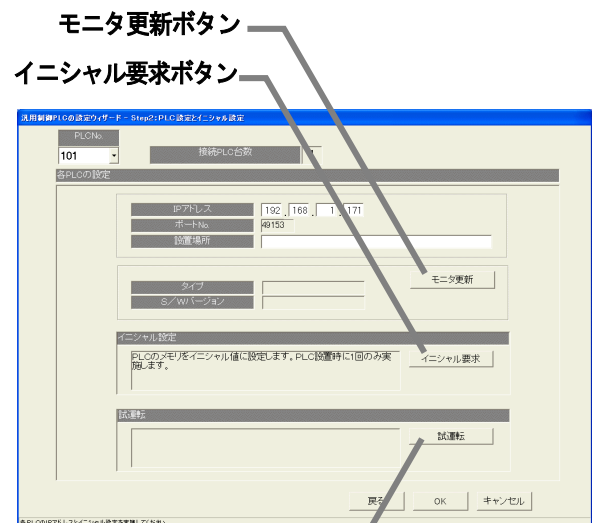 モニタ更新ボタン
イニシャル要求ボタン
汎用制御PLCの設定ウィザード - Step2:PLC設定とイニシャル設定
PLCNo.
101
接続PLC台数
各PLCの設定
IPアドレス 192 . 168 . 1 . 171
ポートNo. 49153
設置場所
タイプ
S/Wバージョン
モニタ更新
イニシャル設定
PLCのメモリをイニシャル値に設定します。PLC設置時に1回のみ実
施します。
イニシャル要求
試運転
試運転
戻る OK キャンセル